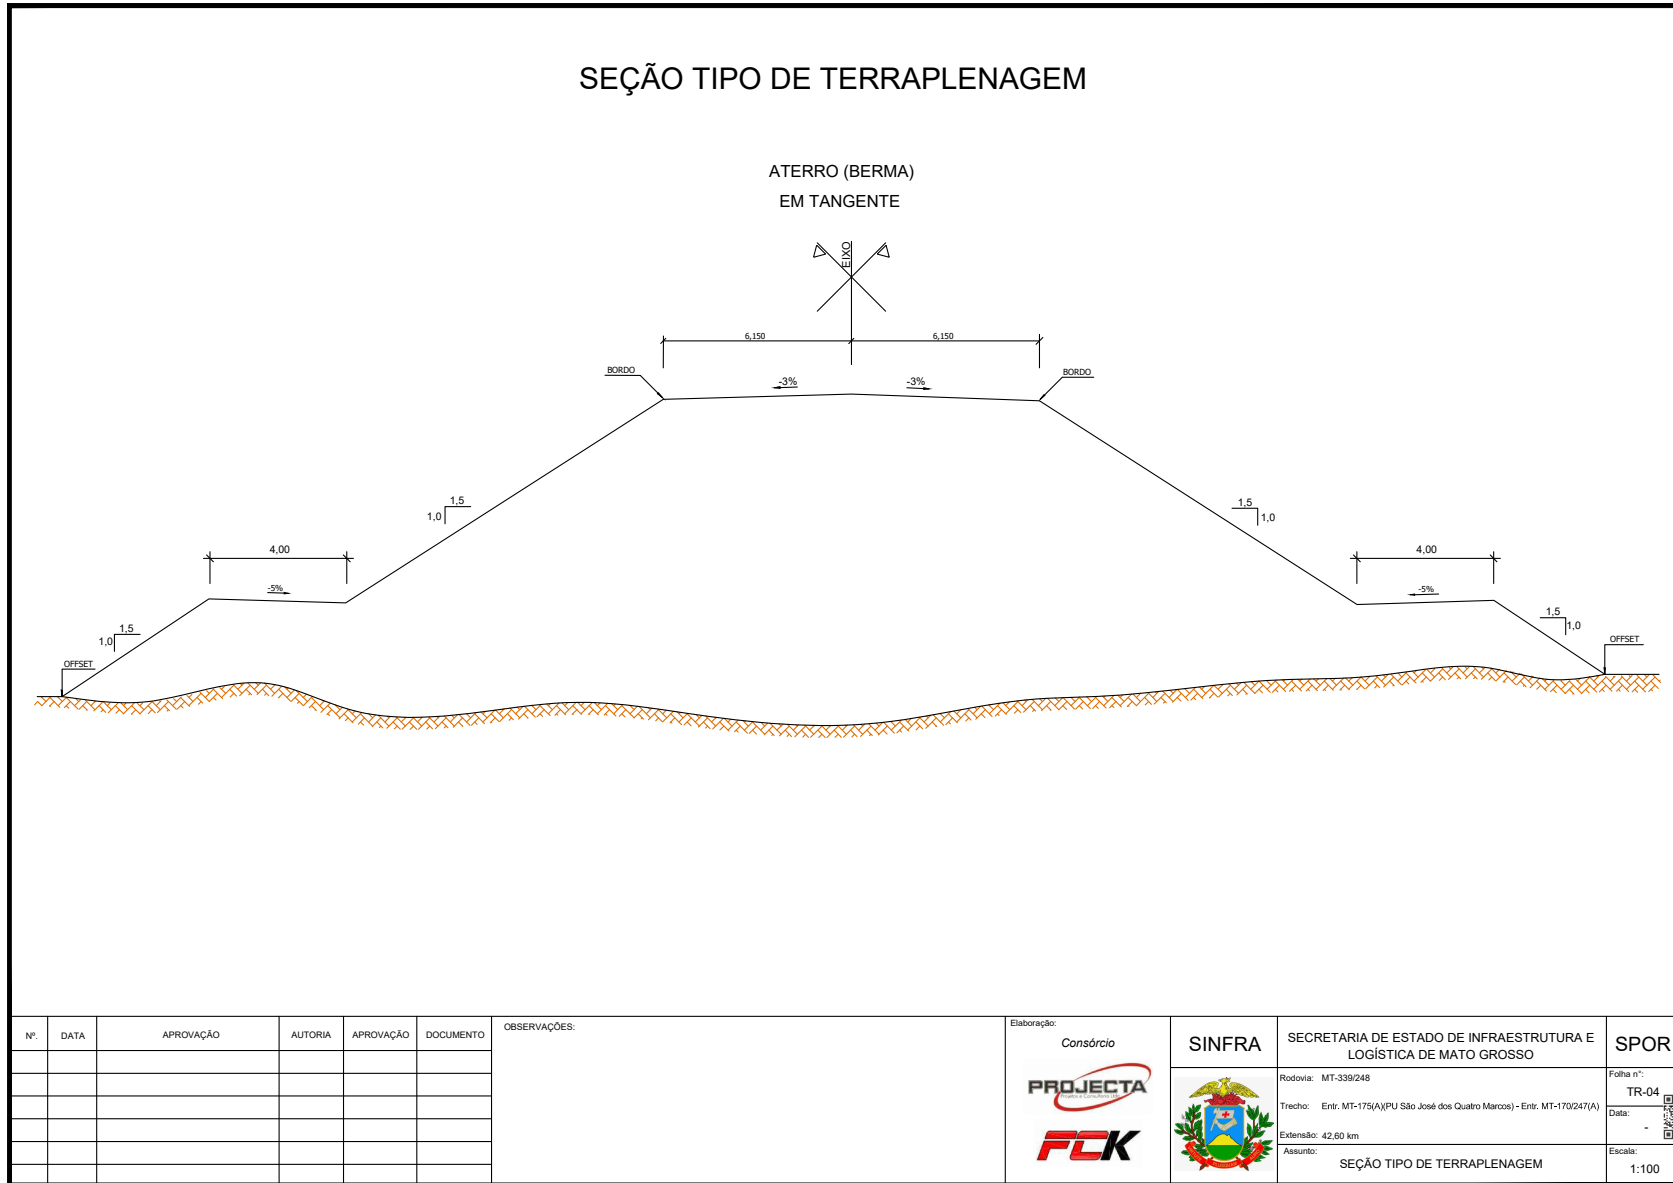 SEÇÃO TIPO DE TERRAPLENAGEM
ATERRO (BERMA)
EM TANGENTE
EIXO
6,150
6,150
BORDO
-3%
-3%
BORDO
1,5
1,0
1,5
1,0
4,00
4,00
-5%
-5%
1,5
1,0
1,5
1,0
OFFSET
OFFSET
Nº.
DATA
APROVAÇÃO
AUTORIA
APROVAÇÃO
DOCUMENTO
OBSERVAÇÕES:
Elaboração:
Consórcio
PROJECTA
Projetos e Consultoria Ltda
FCK
SINFRA
SECRETARIA DE ESTADO DE INFRAESTRUTURA E
LOGÍSTICA DE MATO GROSSO
SPOR
Rodovia: MT-339/248
Trecho: Entr. MT-175(A)(PU São José dos Quatro Marcos) - Entr. MT-170/247(A)
Extensão: 42,60 km
Assunto:
SEÇÃO TIPO DE TERRAPLENAGEM
Folha n°:
TR-04
Data:
-
Escala:
1:100